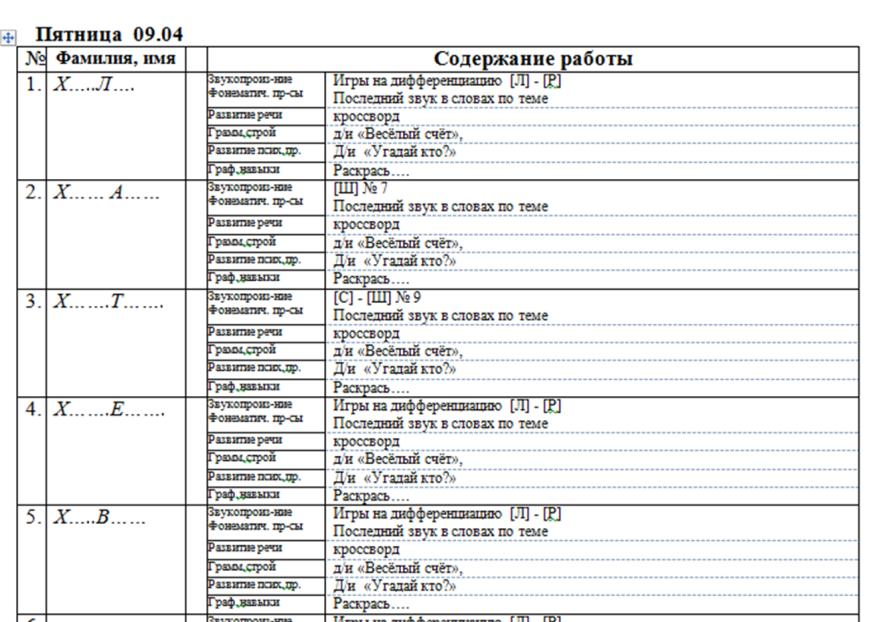 Пятница 09.04
№ Фамилия, имя Содержание работы
1. Х…..Л….
Звукопроиз-ние Игры на дифференциацию [Л] - [Р]
Фонематич. пр-сы Последний звук в словах по теме
Развитие речи кроссворд
Грамм,строй д/и «Весёлый счёт»,
Развитие псих,пр. Д/и «Угадай кто?»
Граф,навыки Раскрась….
2. Х…… А……
Звукопроиз-ние [Ш] № 7
Фонематич. пр-сы Последний звук в словах по теме
Развитие речи кроссворд
Грамм,строй д/и «Весёлый счёт»,
Развитие псих,пр. Д/и «Угадай кто?»
Граф,навыки Раскрась….
3. Х…….Т…….
Звукопроиз-ние [С] - [Ш] № 9
Фонематич. пр-сы Последний звук в словах по теме
Развитие речи кроссворд
Грамм,строй д/и «Весёлый счёт»,
Развитие псих,пр. Д/и «Угадай кто?»
Граф,навыки Раскрась….
4. Х…….Е…….
Звукопроиз-ние Игры на дифференциацию [Л] - [Р]
Фонематич. пр-сы Последний звук в словах по теме
Развитие речи кроссворд
Грамм,строй д/и «Весёлый счёт»,
Развитие псих,пр. Д/и «Угадай кто?»
Граф,навыки Раскрась….
5. Х…..В……
Звукопроиз-ние Игры на дифференциацию [Л] - [Р]
Фонематич. пр-сы Последний звук в словах по теме
Развитие речи кроссворд
Грамм,строй д/и «Весёлый счёт»,
Развитие псих,пр. Д/и «Угадай кто?»
Граф,навыки Раскрась….